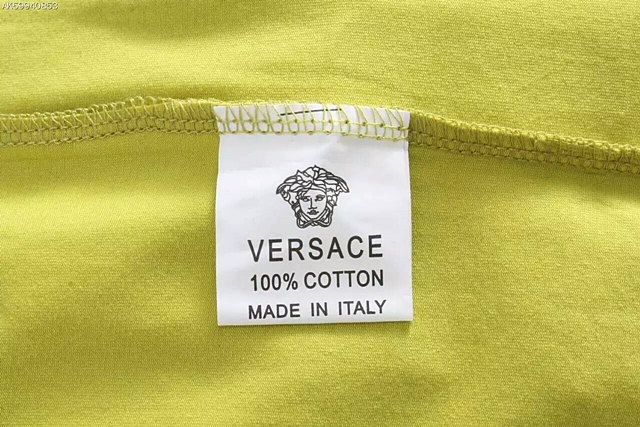 AK59940853
VERSACE
100% COTTON
MADE IN ITALY